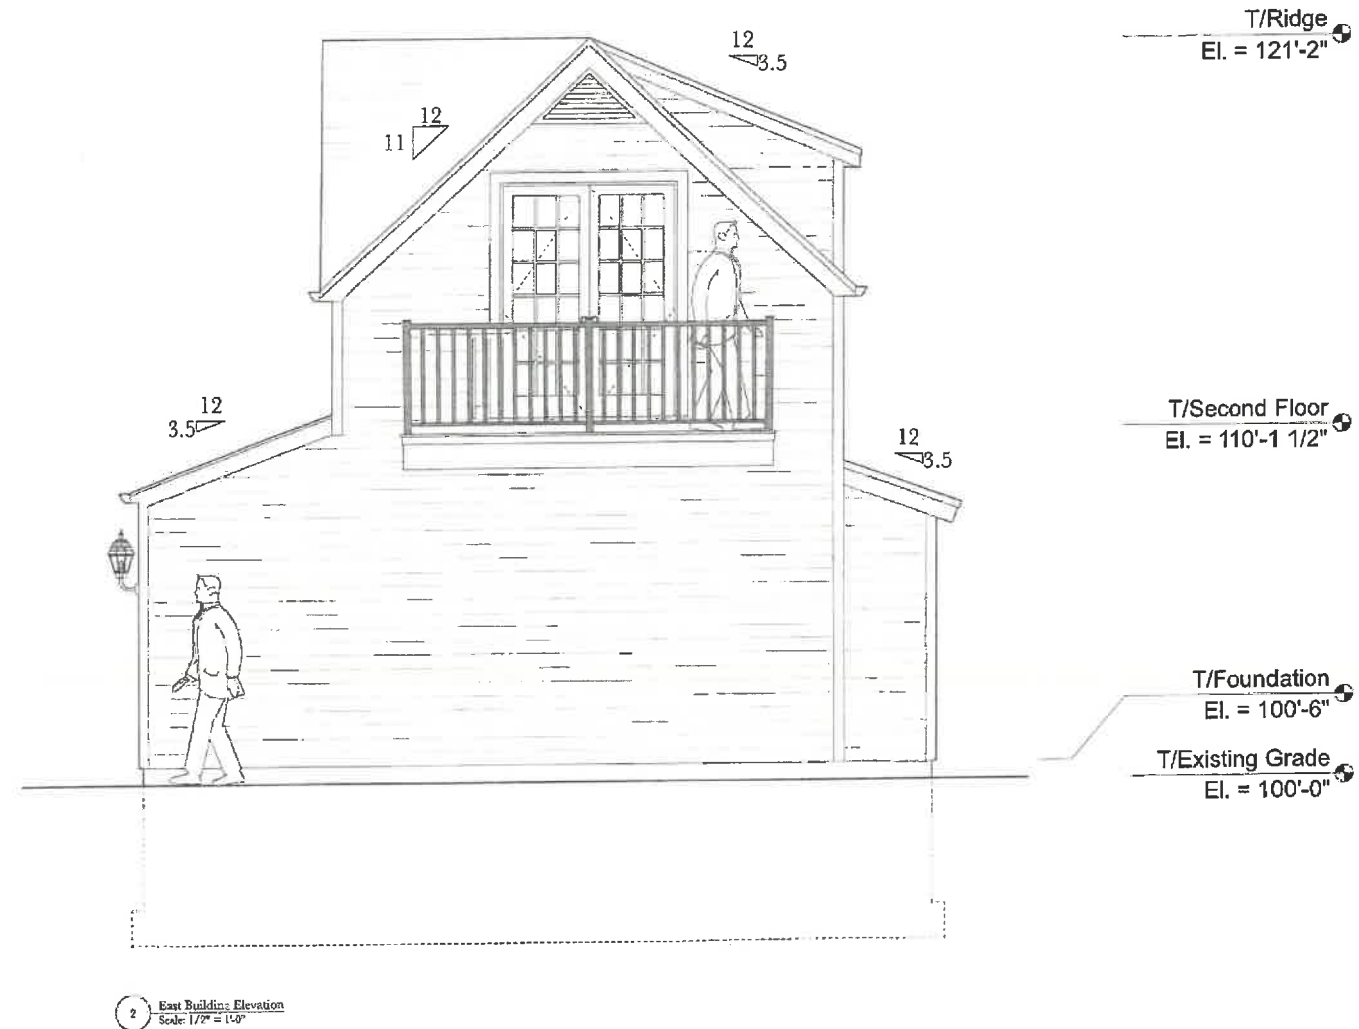 T/Ridge
El. = 121'-2"
12
3.5
12
11
12
3.5
T/Second Floor
El. = 110'-1 1/2"
12
3.5
T/Foundation
El. = 100'-6"
T/Existing Grade
El. = 100'-0"
2
East Building Elevation
Scale: 1/2" = 1'-0"